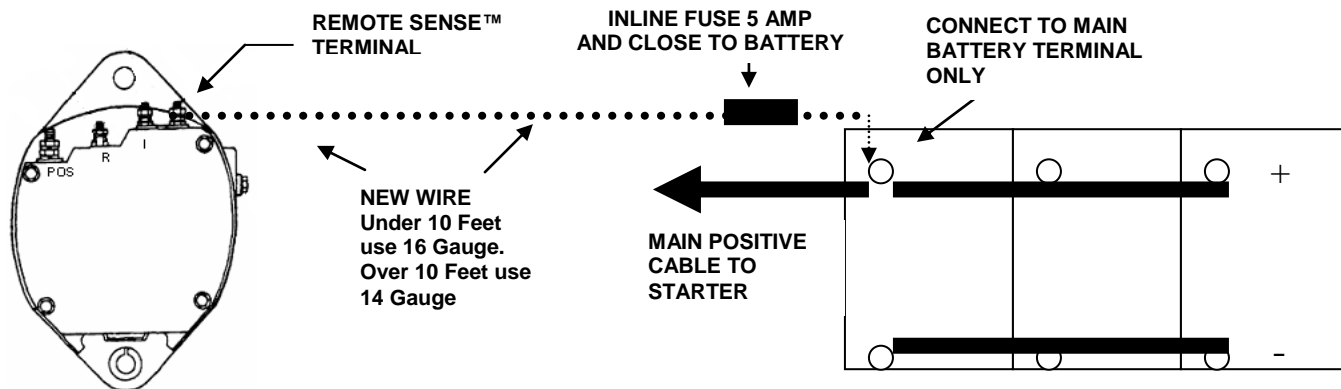 REMOTE SENSE™
TERMINAL
INLINE FUSE 5 AMP
AND CLOSE TO BATTERY
CONNECT TO MAIN
BATTERY TERMINAL
ONLY
POS
R
I
NEW WIRE
Under 10 Feet
use 16 Gauge.
Over 10 Feet use
14 Gauge
MAIN POSITIVE
CABLE TO
STARTER
+
-